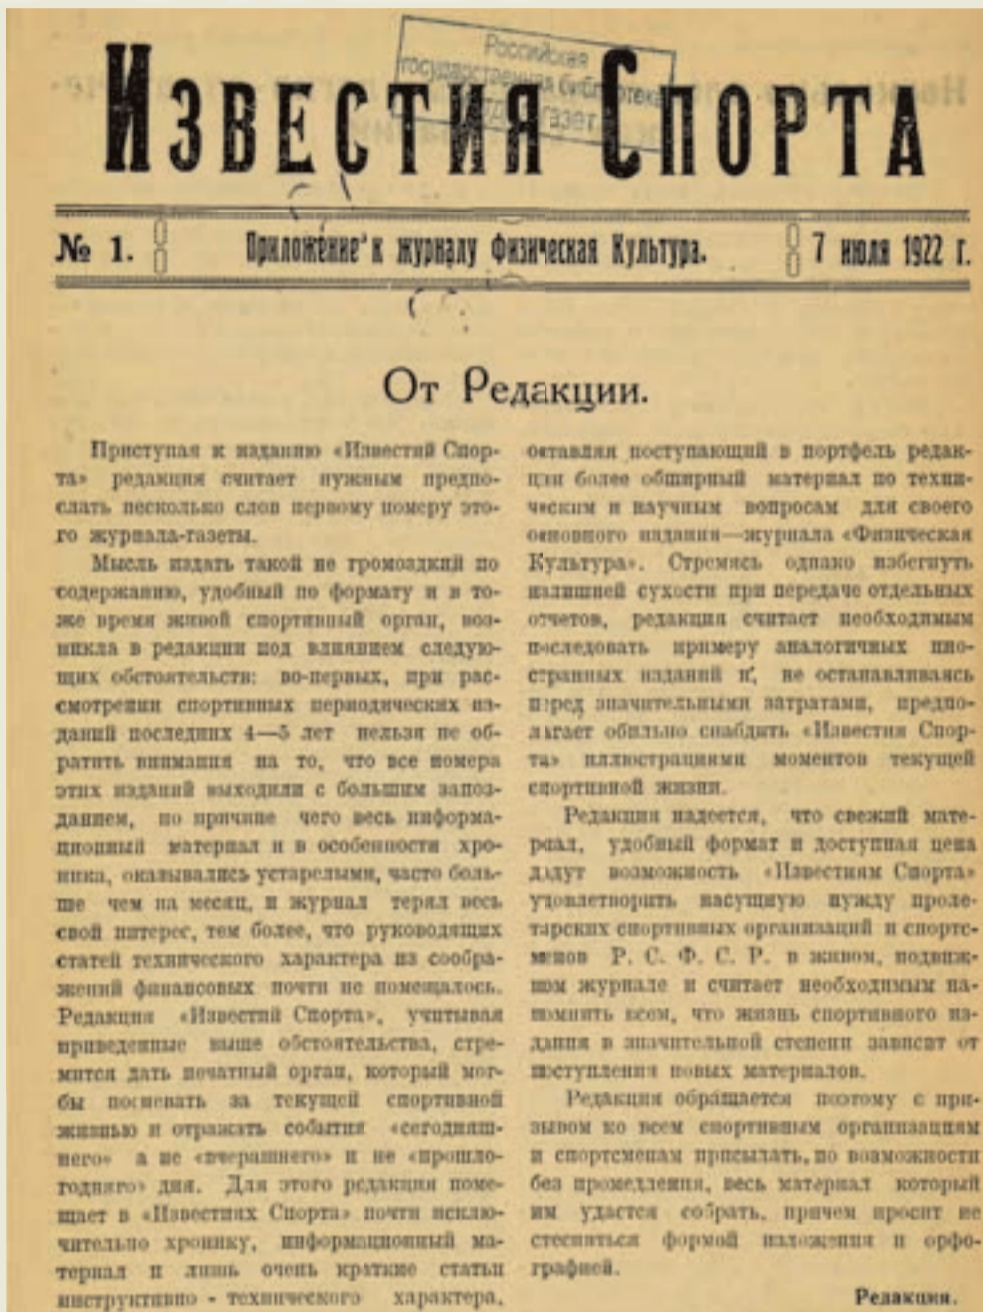 Российская
государственная библиотека
газет
ИЗВЕСТИЯ СПОРТА
№ 1.
Приложение к журналу Физическая Культура.
7 июля 1922 г.
От Редакции.
Приступая к изданию «Известий Спор-
та» редакция считает нужным предпо-
слать несколько слов первому номеру это-
го журнала-газеты.
Мысль издать такой не громоздкий по
содержанию, удобный по формату и в то-
же время живой спортивный орган, воз-
никла в редакции под влиянием следую-
щих обстоятельств: во-первых, при рас-
смотрении спортивных периодических из-
даний последних 4—5 лет нельзя не об-
ратить внимания на то, что все номера
этих изданий выходили с большим запоз-
данием, по причине чего весь информа-
ционный материал и в особенности хро-
ника, оказывались устарелыми, часто боль-
ше чем на месяц, и журнал терял весь
свой интерес, тем более, что руководящих
статей технического характера из сообра-
жений финансовых почти не помещалось.
Редакция «Известий Спорта», учитывая
приведенные выше обстоятельства, стре-
мится дать печатный орган, который мог-
бы поспевать за текущей спортивной
жизнью и отражать события «сегодняш-
него» а не «вчерашнего» и не «прошло-
годнего» дня. Для этого редакция поме-
щает в «Известиях Спорта» почти исклю-
чительно хронику, информационный ма-
териал и лишь очень краткие статьи
инструктивно - технического характера,
оставляя поступающий в портфель редак-
ции более обширный материал по техни-
ческим и научным вопросам для своего
основного издания—журнала «Физическая
Культура». Стремясь однако избегнуть
излишней сухости при передаче отдельных
отчетов, редакция считает необходимым
последовать примеру аналогичных ино-
странных изданий и, не останавливаясь
перед значительными затратами, предпо-
лагает обильно снабдить «Известия Спор-
та» иллюстрациями моментов текущей
спортивной жизни.
Редакция надеется, что свежий мате-
риал, удобный формат и доступная цена
дадут возможность «Известиям Спорта»
удовлетворить насущную нужду проле-
тарских спортивных организаций и спортс-
менов Р. С. Ф. С. Р. в живом, подвиж-
ном журнале и считает необходимым на-
помнить всем, что жизнь спортивного из-
дания в значительной степени зависит от
поступления новых материалов.
Редакция обращается поэтому с при-
зывом ко всем спортивным организациям
и спортсменам присылать, по возможности
без промедления, весь материал который
им удастся собрать, причем просит не
стесняться формой изложения и орфо-
графией.
Редакция.